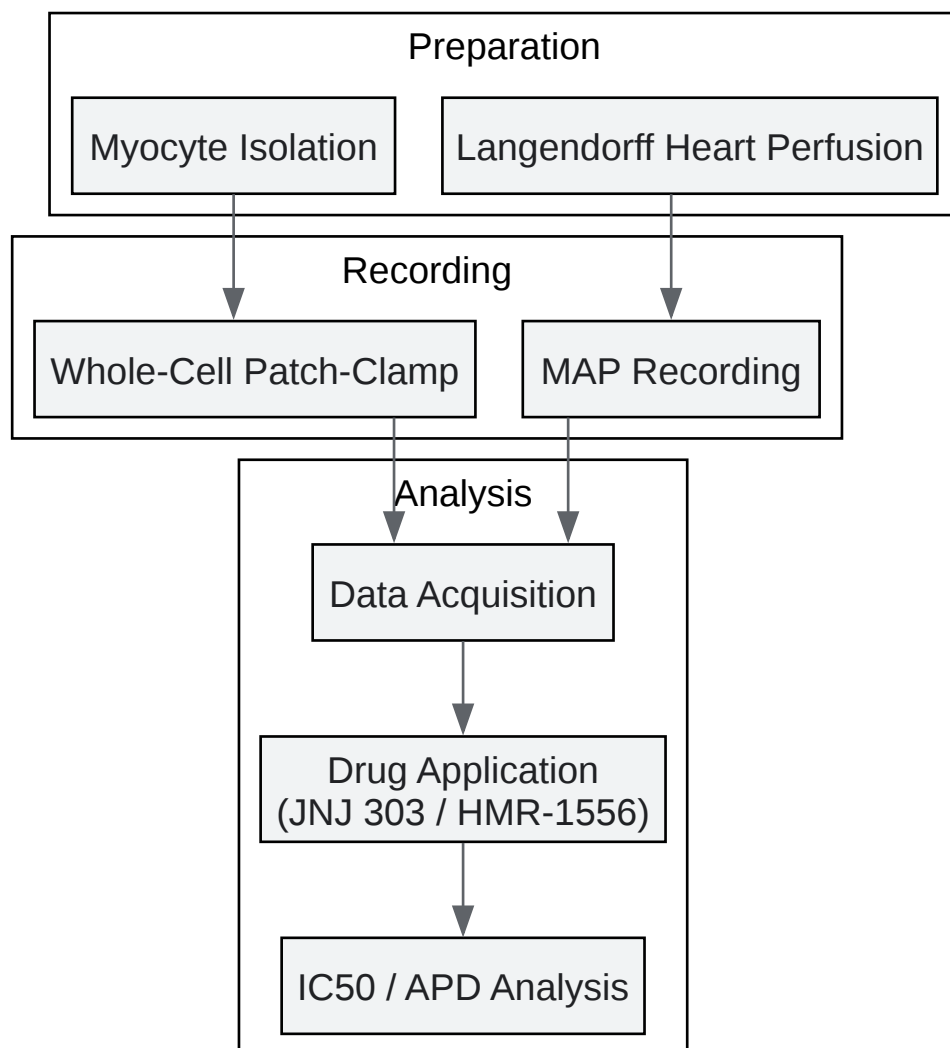 Preparation
Myocyte Isolation
Langendorff Heart Perfusion
Recording
Whole-Cell Patch-Clamp
MAP Recording
Analysis
Data Acquisition
Drug Application
(JNJ 303 / HMR-1556)
IC50 / APD Analysis